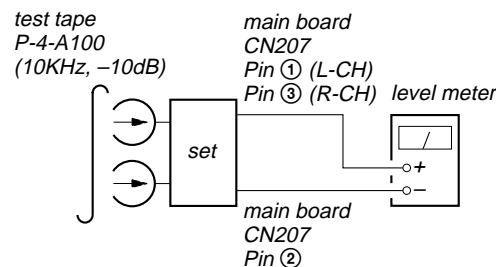 test tape
P-4-A100
(10KHz, –10dB)
main board
CN207
Pin ① (L-CH)
Pin ③ (R-CH)
level meter
set
+
–
main board
CN207
Pin ②